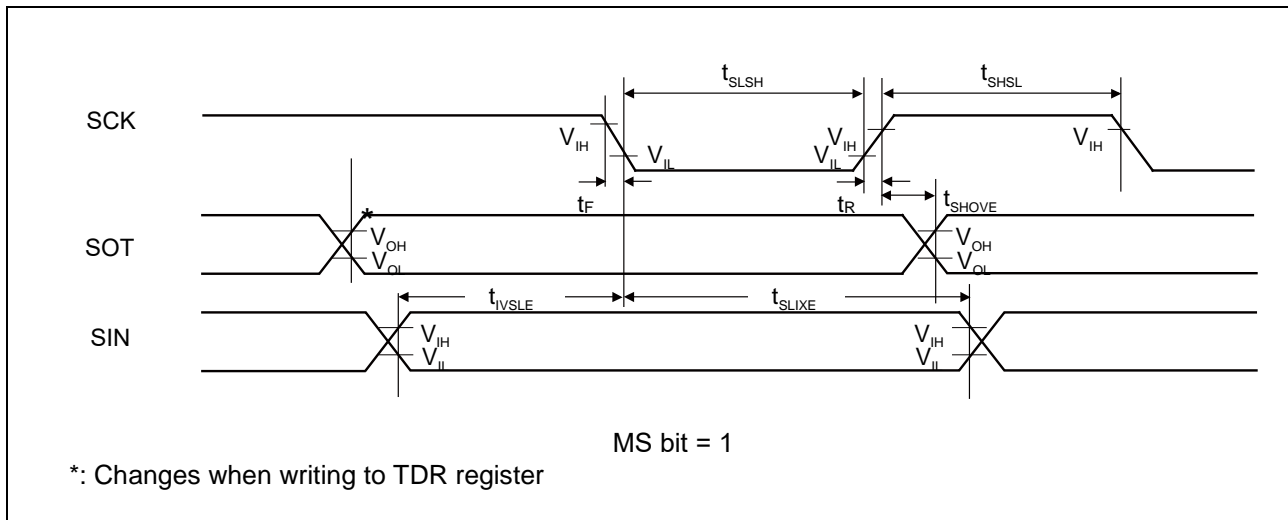 tSLSH
tSHSL
SCK
VIH
VIL
VIL
VIH
VIH
tF
tR
tSHOVE
SOT
*
VOH
VOL
VOH
VOL
tIVSLE
tSLIXE
SIN
VIH
VIL
VIH
VIL
MS bit = 1
*: Changes when writing to TDR register